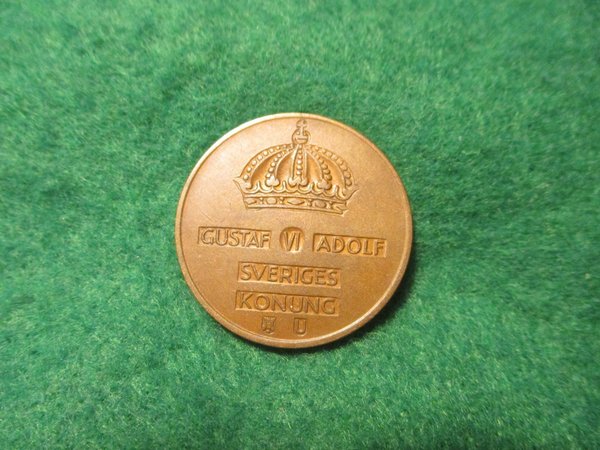 GUSTAF VI ADOLF
SVERIGES
KONUNG
U